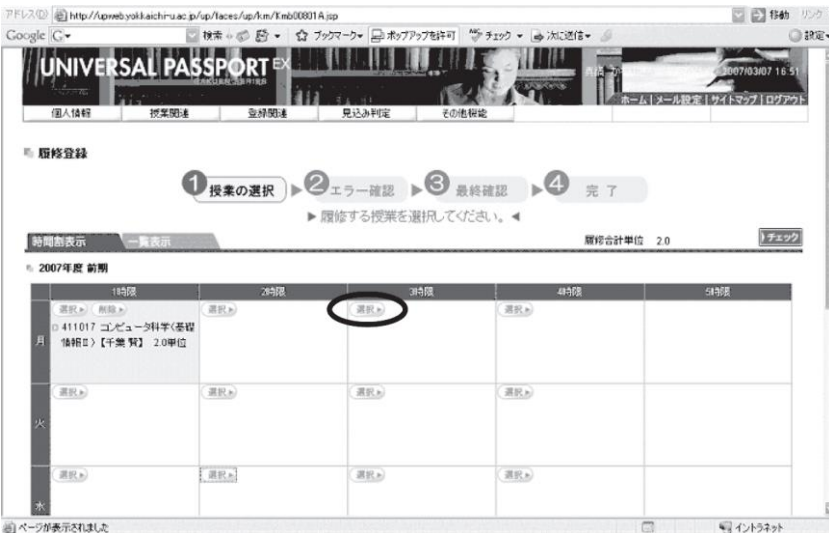 アドレス(D) http://upweb.yokkaichi-u.ac.jp/up/faces/up/km/Kmb00801A.jsp 移動 リンク
Google G 検索 ブックマーク ポップアップを許可 チェック 次に送信 設定
UNIVERSAL PASSPORT EX
2007/03/07 16:51
ホーム | メール設定 | サイトマップ | ログアウト
個人情報 授業関連 登録関連 見込み判定 その他機能
履修登録
1 授業の選択 ▶ 2 エラー確認 ▶ 3 最終確認 ▶ 4 完了
▶ 履修する授業を選択してください。 ◀
時間割表示 一覧表示 履修合計単位 2.0 チェック
2007年度 前期
1時限 2時限 3時限 4時限 5時限
選択 削除 選択 選択 選択
月 411017 コンピュータ科学〈基礎
情報Ⅱ〉【千葉 賢】 2.0単位
選択 選択 選択 選択
火
選択 選択 選択 選択
水
ページが表示されました イントラネット